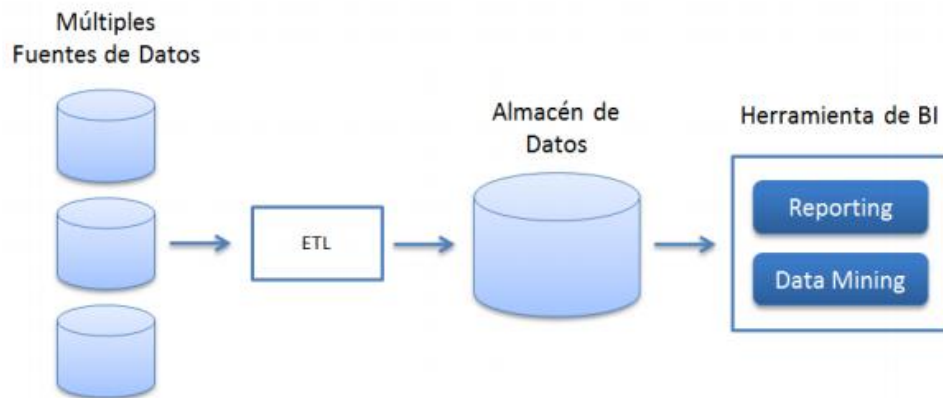 Múltiples
Fuentes de Datos
ETL
Almacén de
Datos
Herramienta de BI
Reporting
Data Mining